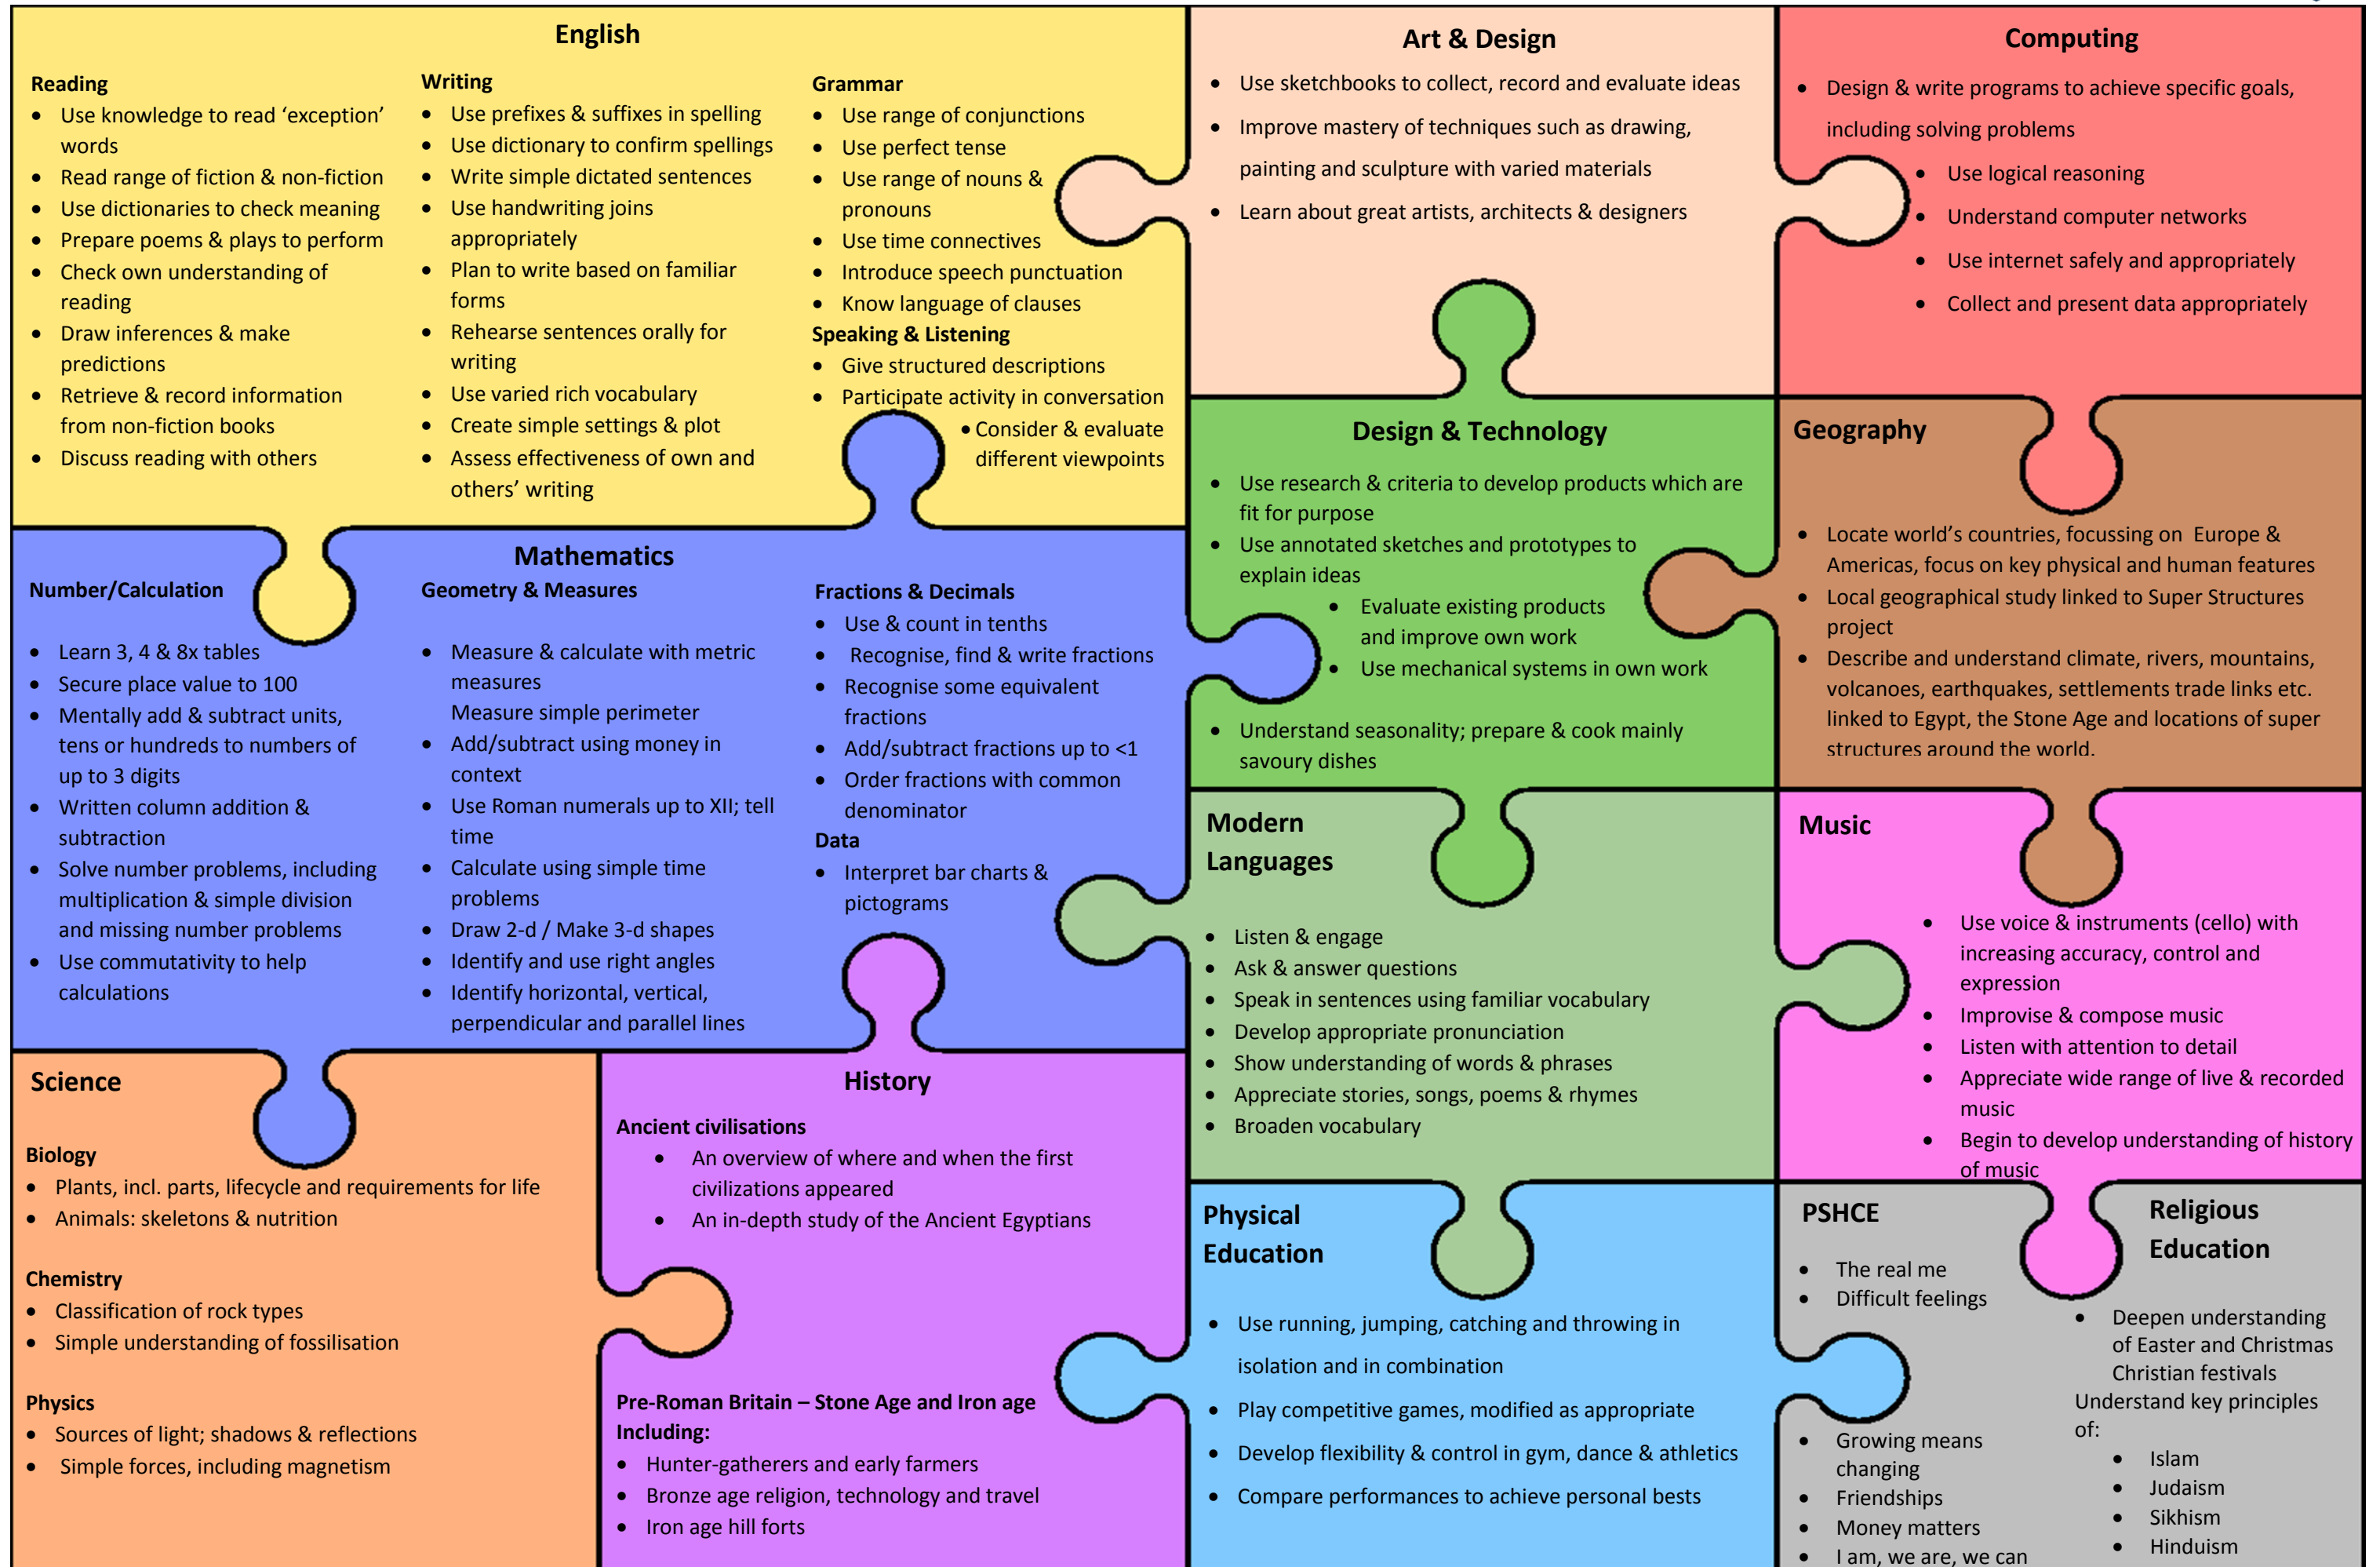 English
Reading
• Use knowledge to read ‘exception’
words
• Read range of fiction & non-fiction
• Use dictionaries to check meaning
• Prepare poems & plays to perform
• Check own understanding of
reading
• Draw inferences & make
predictions
• Retrieve & record information
from non-fiction books
• Discuss reading with others
Writing
• Use prefixes & suffixes in spelling
• Use dictionary to confirm spellings
• Write simple dictated sentences
• Use handwriting joins
appropriately
• Plan to write based on familiar
forms
• Rehearse sentences orally for
writing
• Use varied rich vocabulary
• Create simple settings & plot
• Assess effectiveness of own and
others’ writing
Grammar
• Use range of conjunctions
• Use perfect tense
• Use range of nouns &
pronouns
• Use time connectives
• Introduce speech punctuation
• Know language of clauses
Speaking & Listening
• Give structured descriptions
• Participate activity in conversation
• Consider & evaluate
different viewpoints
Art & Design
• Use sketchbooks to collect, record and evaluate ideas
• Improve mastery of techniques such as drawing,
painting and sculpture with varied materials
• Learn about great artists, architects & designers
Computing
• Design & write programs to achieve specific goals,
including solving problems
• Use logical reasoning
• Understand computer networks
• Use internet safely and appropriately
• Collect and present data appropriately
Mathematics
Number/Calculation
• Learn 3, 4 & 8x tables
• Secure place value to 100
• Mentally add & subtract units,
tens or hundreds to numbers of
up to 3 digits
• Written column addition &
subtraction
• Solve number problems, including
multiplication & simple division
and missing number problems
• Use commutativity to help
calculations
Geometry & Measures
• Measure & calculate with metric
measures
Measure simple perimeter
• Add/subtract using money in
context
• Use Roman numerals up to XII; tell
time
• Calculate using simple time
problems
• Draw 2-d / Make 3-d shapes
• Identify and use right angles
• Identify horizontal, vertical,
perpendicular and parallel lines
Fractions & Decimals
• Use & count in tenths
• Recognise, find & write fractions
• Recognise some equivalent
fractions
• Add/subtract fractions up to <1
• Order fractions with common
denominator
Data
• Interpret bar charts &
pictograms
Design & Technology
• Use research & criteria to develop products which are
fit for purpose
• Use annotated sketches and prototypes to
explain ideas
• Evaluate existing products
and improve own work
• Use mechanical systems in own work
• Understand seasonality; prepare & cook mainly
savoury dishes
Geography
• Locate world’s countries, focussing on Europe &
Americas, focus on key physical and human features
• Local geographical study linked to Super Structures
project
• Describe and understand climate, rivers, mountains,
volcanoes, earthquakes, settlements trade links etc.
linked to Egypt, the Stone Age and locations of super
structures around the world.
Modern
Languages
• Listen & engage
• Ask & answer questions
• Speak in sentences using familiar vocabulary
• Develop appropriate pronunciation
• Show understanding of words & phrases
• Appreciate stories, songs, poems & rhymes
• Broaden vocabulary
Music
• Use voice & instruments (cello) with
increasing accuracy, control and
expression
• Improvise & compose music
• Listen with attention to detail
• Appreciate wide range of live & recorded
music
• Begin to develop understanding of history
of music
Science
Biology
• Plants, incl. parts, lifecycle and requirements for life
• Animals: skeletons & nutrition
Chemistry
• Classification of rock types
• Simple understanding of fossilisation
Physics
• Sources of light; shadows & reflections
• Simple forces, including magnetism
History
Ancient civilisations
• An overview of where and when the first
civilizations appeared
• An in-depth study of the Ancient Egyptians
Pre-Roman Britain – Stone Age and Iron age
Including:
• Hunter-gatherers and early farmers
• Bronze age religion, technology and travel
• Iron age hill forts
Physical
Education
• Use running, jumping, catching and throwing in
isolation and in combination
• Play competitive games, modified as appropriate
• Develop flexibility & control in gym, dance & athletics
• Compare performances to achieve personal bests
PSHCE
• The real me
• Difficult feelings
• Growing means
changing
• Friendships
• Money matters
• I am, we are, we can
Religious
Education
• Deepen understanding
of Easter and Christmas
Christian festivals
Understand key principles
of:
• Islam
• Judaism
• Sikhism
• Hinduism